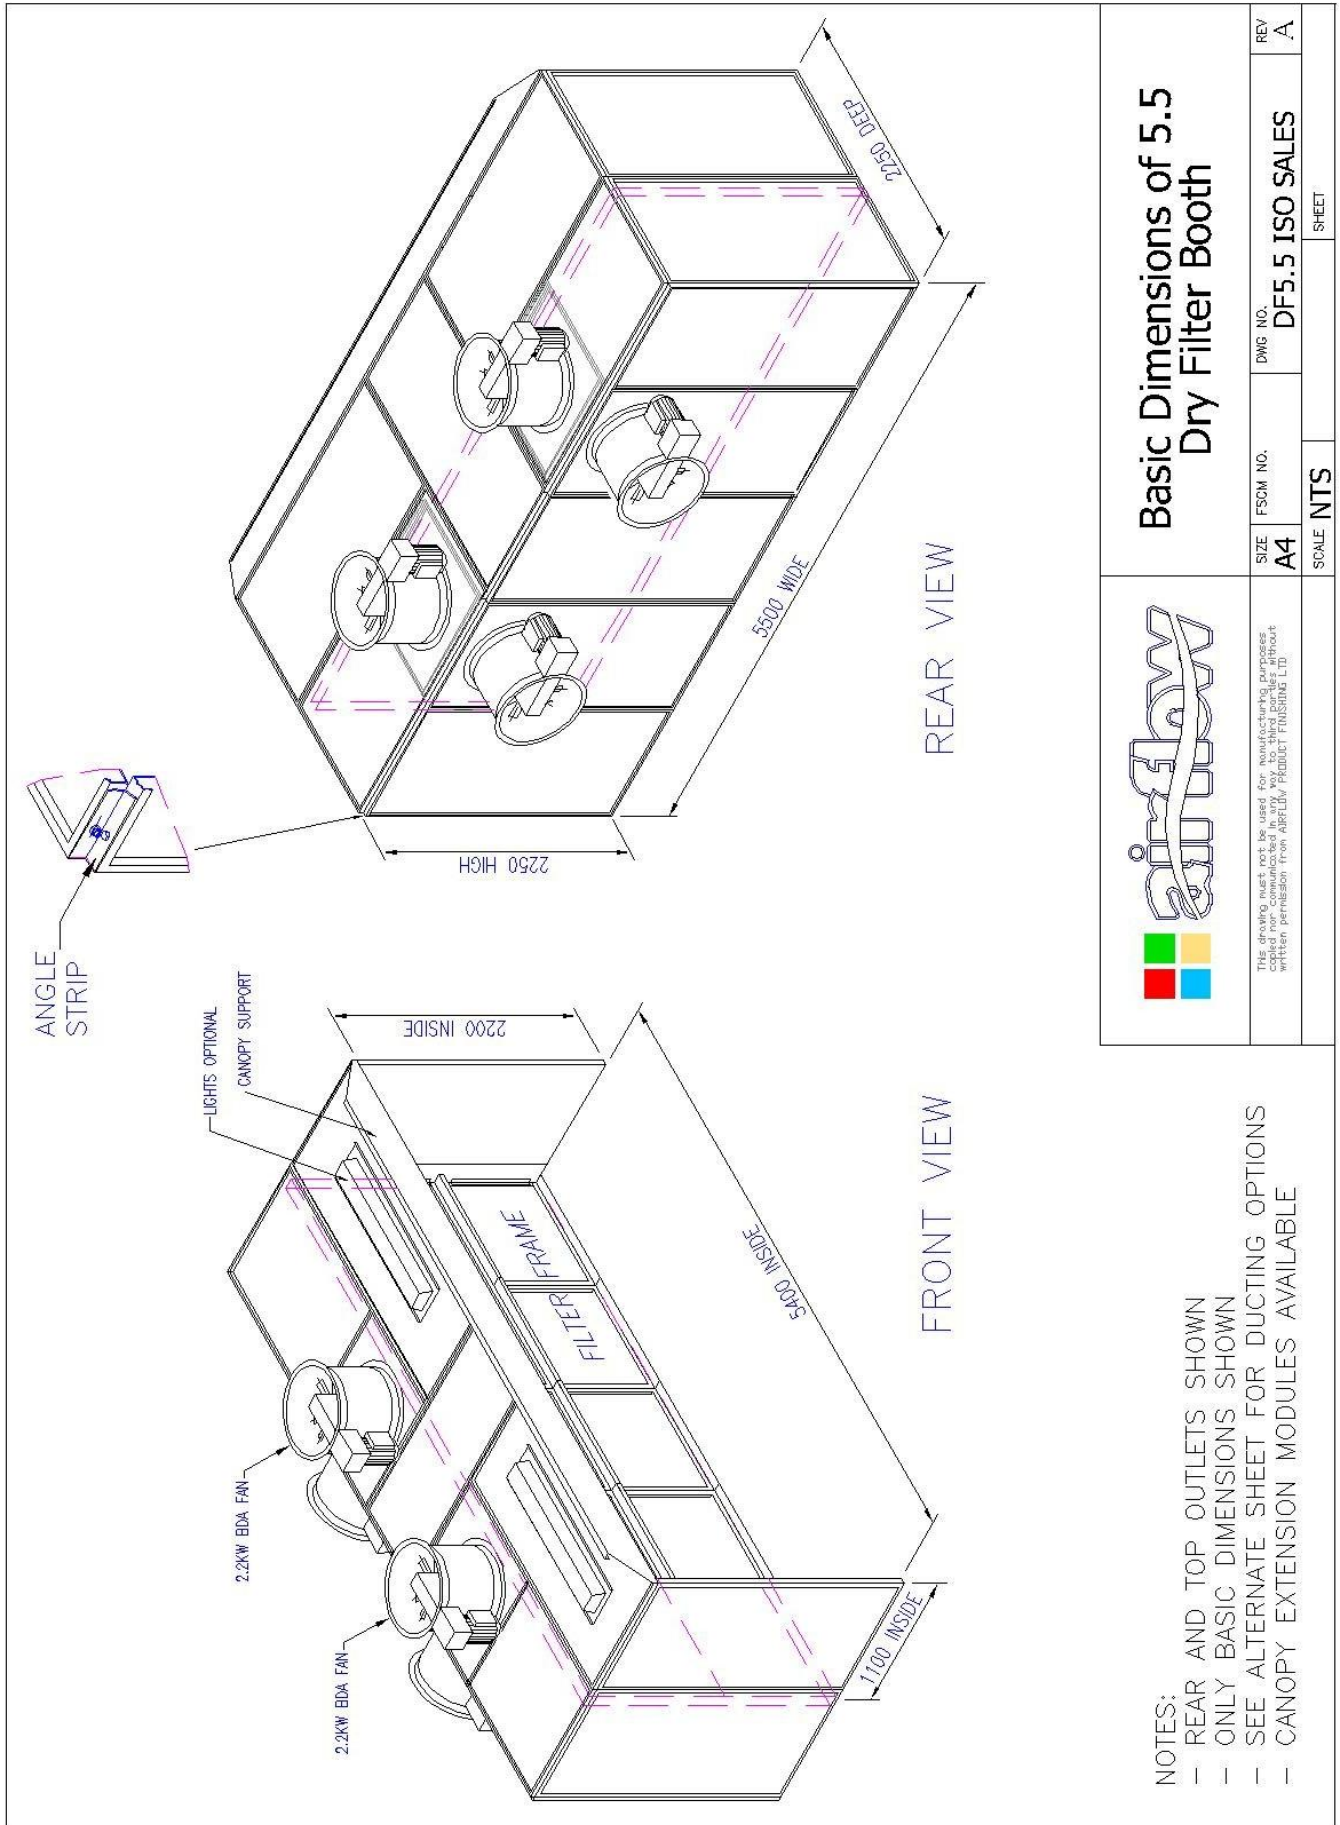 ANGLE
STRIP
LIGHTS OPTIONAL
CANOPY SUPPORT
2.2KW BDA FAN
2.2KW BDA FAN
2200 INSIDE
FILTER FRAME
5400 INSIDE
1100 INSIDE
FRONT VIEW
2250 HIGH
5500 WIDE
2250 DEEP
REAR VIEW
NOTES:
- REAR AND TOP OUTLETS SHOWN
- ONLY BASIC DIMENSIONS SHOWN
- SEE ALTERNATE SHEET FOR DUCTING OPTIONS
- CANOPY EXTENSION MODULES AVAILABLE
airflow
This drawing must not be used for manufacturing purposes
copied nor communicated in any way to third parties without
written permission from AIRFLOW PRODUCT FINISHING LTD
Basic Dimensions of 5.5
Dry Filter Booth
SIZE
A4
FSCM NO.
DWG NO.
DF5.5 ISO SALES
REV
A
SCALE NTS
SHEET